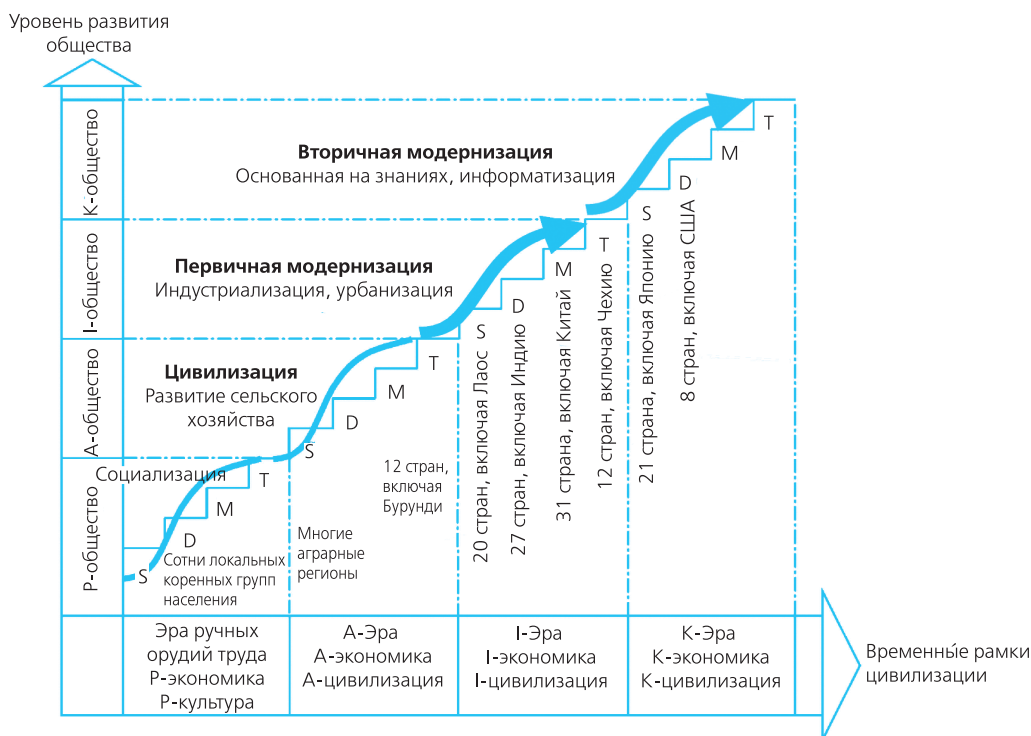 Уровень развития
общества
К-общество
I-общество
А-общество
Р-общество
Вторичная модернизация
Основанная на знаниях, информатизация
Первичная модернизация
Индустриализация, урбанизация
Цивилизация
Развитие сельского
хозяйства
Социализация
S
D
M
T
S
D
M
T
S
D
M
T
S
D
M
T
Сотни локальных
коренных групп
населения
Многие
аграрные
регионы
12 стран,
включая
Бурунди
20 стран, включая Лаос
27 стран, включая Индию
31 страна, включая Китай
12 стран, включая Чехию
21 страна, включая Японию
8 стран, включая США
Эра ручных
орудий труда
Р-экономика
Р-культура
А-Эра
А-экономика
А-цивилизация
I-Эра
I-экономика
I-цивилизация
К-Эра
К-экономика
К-цивилизация
Временные рамки
цивилизации